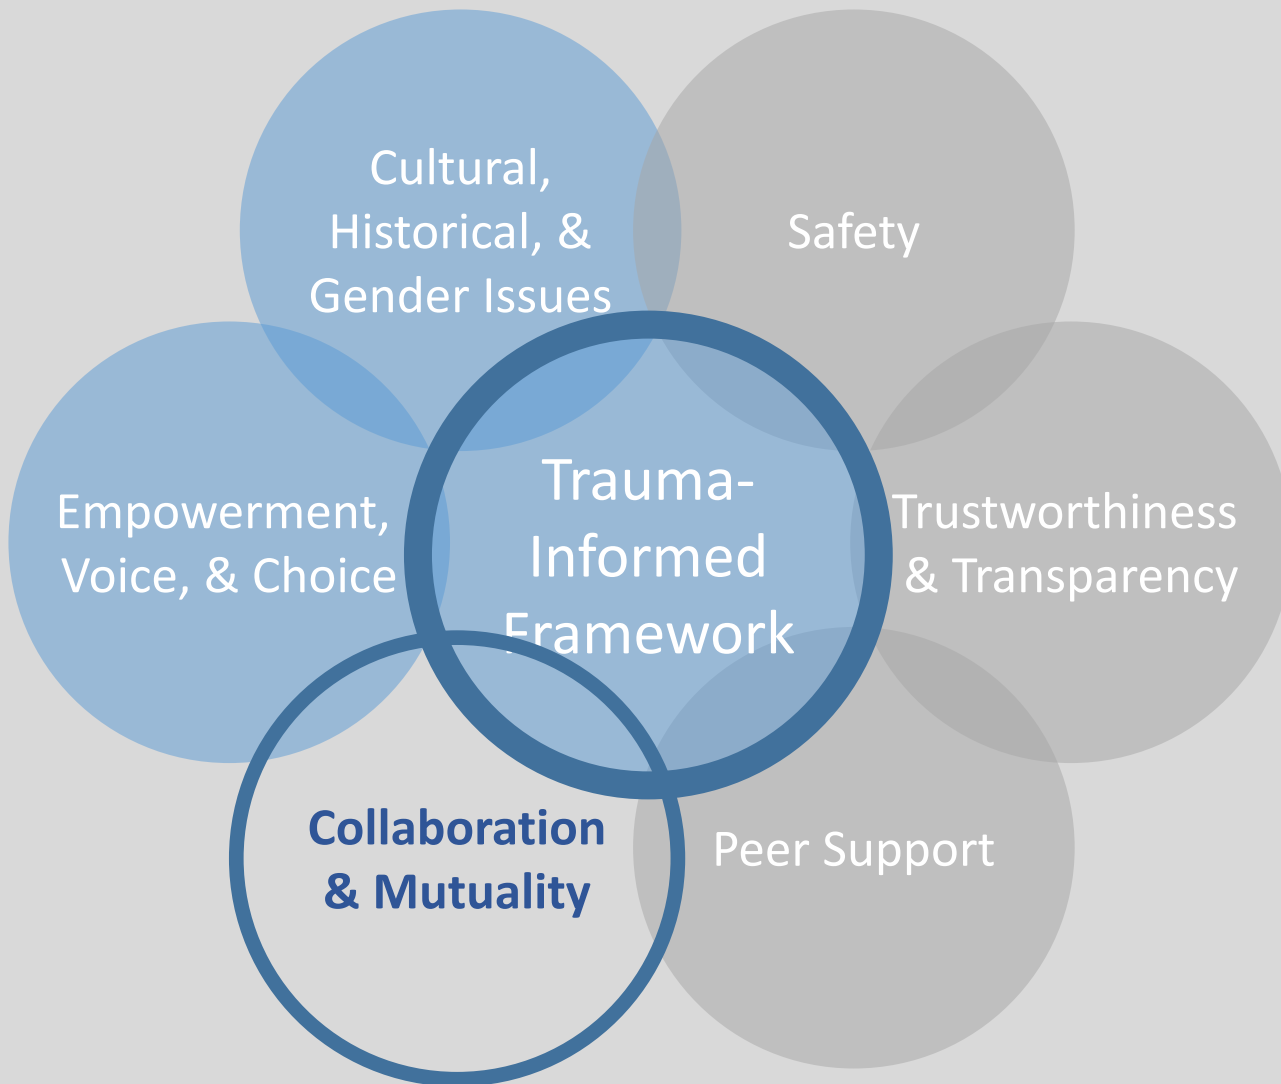 Cultural,
Historical, &
Gender Issues
Safety
Empowerment,
Voice, & Choice
Trauma-
Informed
Framework
Trustworthiness
& Transparency
Collaboration
& Mutuality
Peer Support